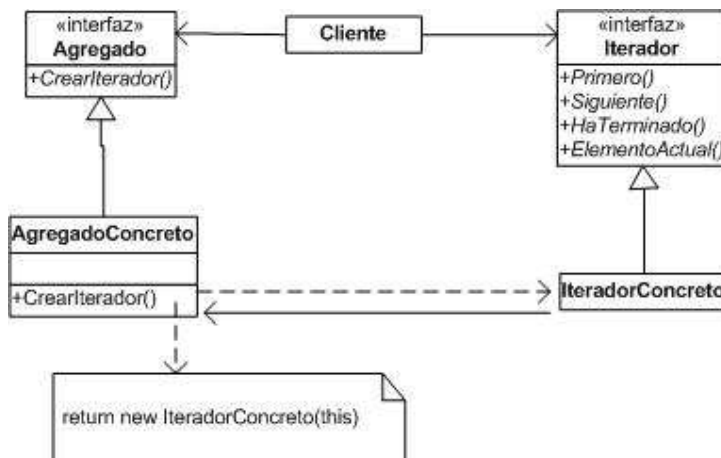 «interfaz»
Agregado
+CrearIterador()
Cliente
«interfaz»
Iterador
+Primero()
+Siguiente()
+HaTerminado()
+ElementoActual()
AgregadoConcreto
+CrearIterador()
IteradorConcreto
return new IteradorConcreto(this)